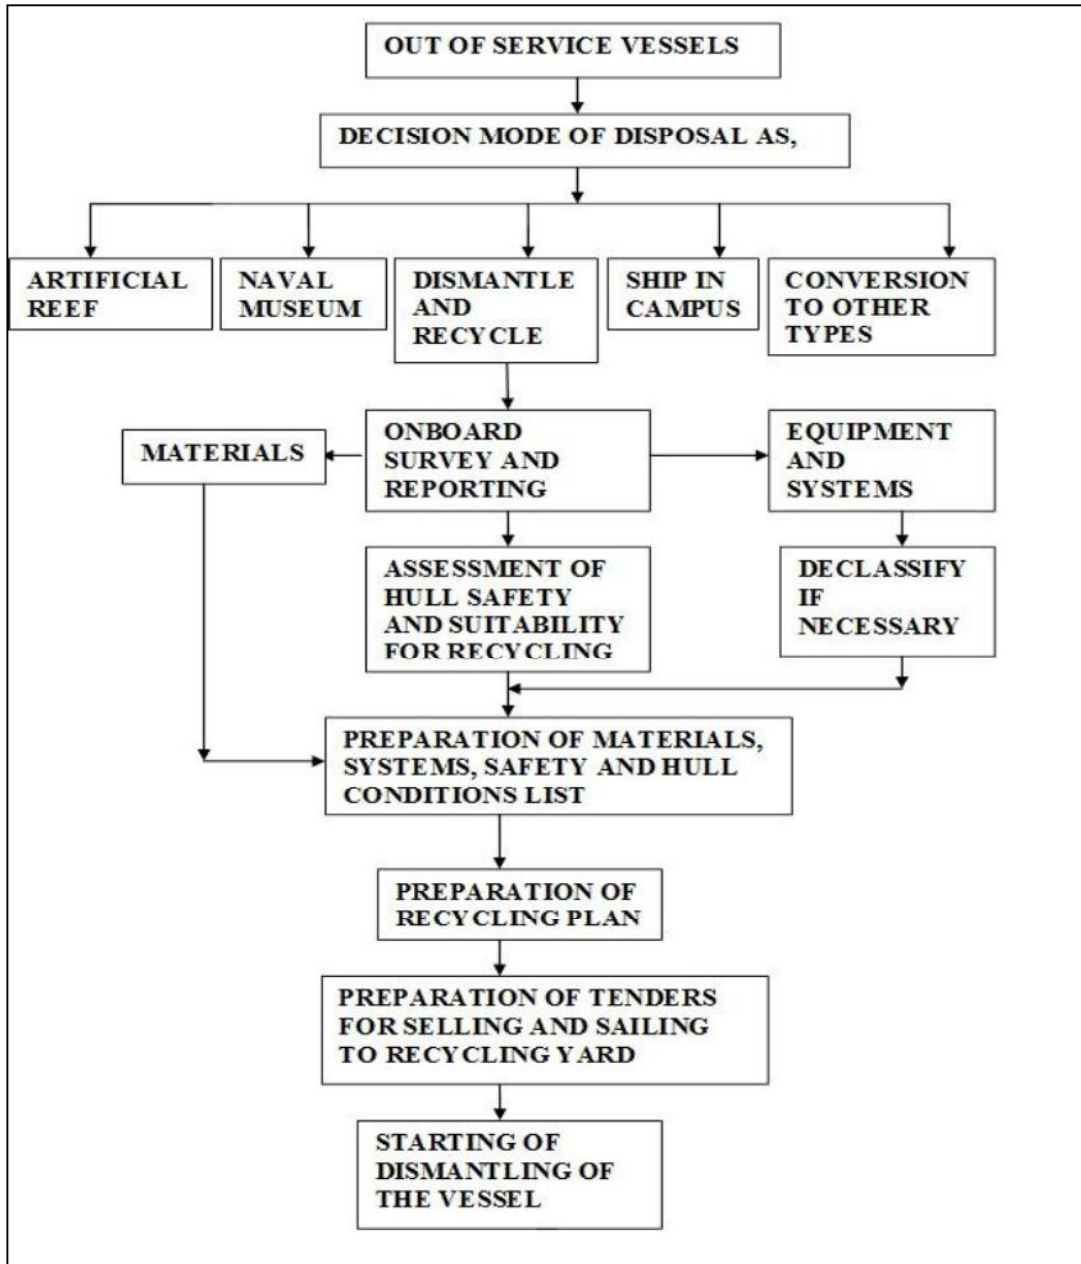 OUT OF SERVICE VESSELS
DECISION MODE OF DISPOSAL AS,
ARTIFICIAL
REEF
NAVAL
MUSEUM
DISMANTLE
AND
RECYCLE
SHIP IN
CAMPUS
CONVERSION
TO OTHER
TYPES
MATERIALS
ONBOARD
SURVEY AND
REPORTING
EQUIPMENT
AND
SYSTEMS
ASSESSMENT OF
HULL SAFETY
AND SUITABILITY
FOR RECYCLING
DECLASSIFY
IF
NECESSARY
PREPARATION OF MATERIALS,
SYSTEMS, SAFETY AND HULL
CONDITIONS LIST
PREPARATION OF
RECYCLING PLAN
PREPARATION OF TENDERS
FOR SELLING AND SAILING
TO RECYCLING YARD
STARTING OF
DISMANTLING OF
THE VESSEL